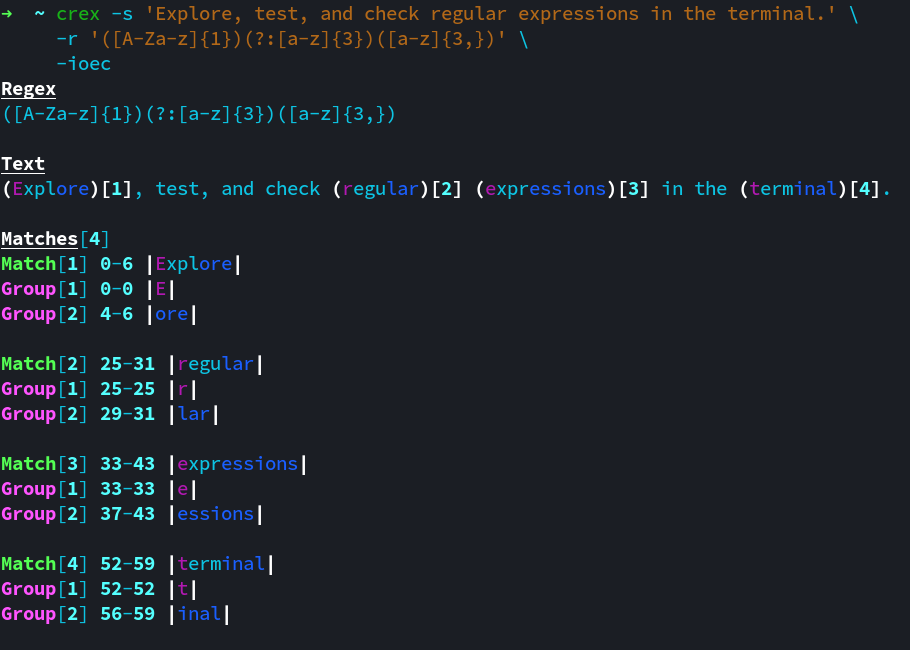 → ~ crex -s 'Explore, test, and check regular expressions in the terminal.' \
-r '([A-Za-z]{1})(?:[a-z]{3})([a-z]{3,})' \
-ioec
Regex
([A-Za-z]{1})(?:[a-z]{3})([a-z]{3,})
Text
(Explore)[1], test, and check (regular)[2] (expressions)[3] in the (terminal)[4].
Matches[4]
Match[1] 0-6 |Explore|
Group[1] 0-0 |E|
Group[2] 4-6 |ore|
Match[2] 25-31 |regular|
Group[1] 25-25 |r|
Group[2] 29-31 |lar|
Match[3] 33-43 |expressions|
Group[1] 33-33 |e|
Group[2] 37-43 |essions|
Match[4] 52-59 |terminal|
Group[1] 52-52 |t|
Group[2] 56-59 |inal|